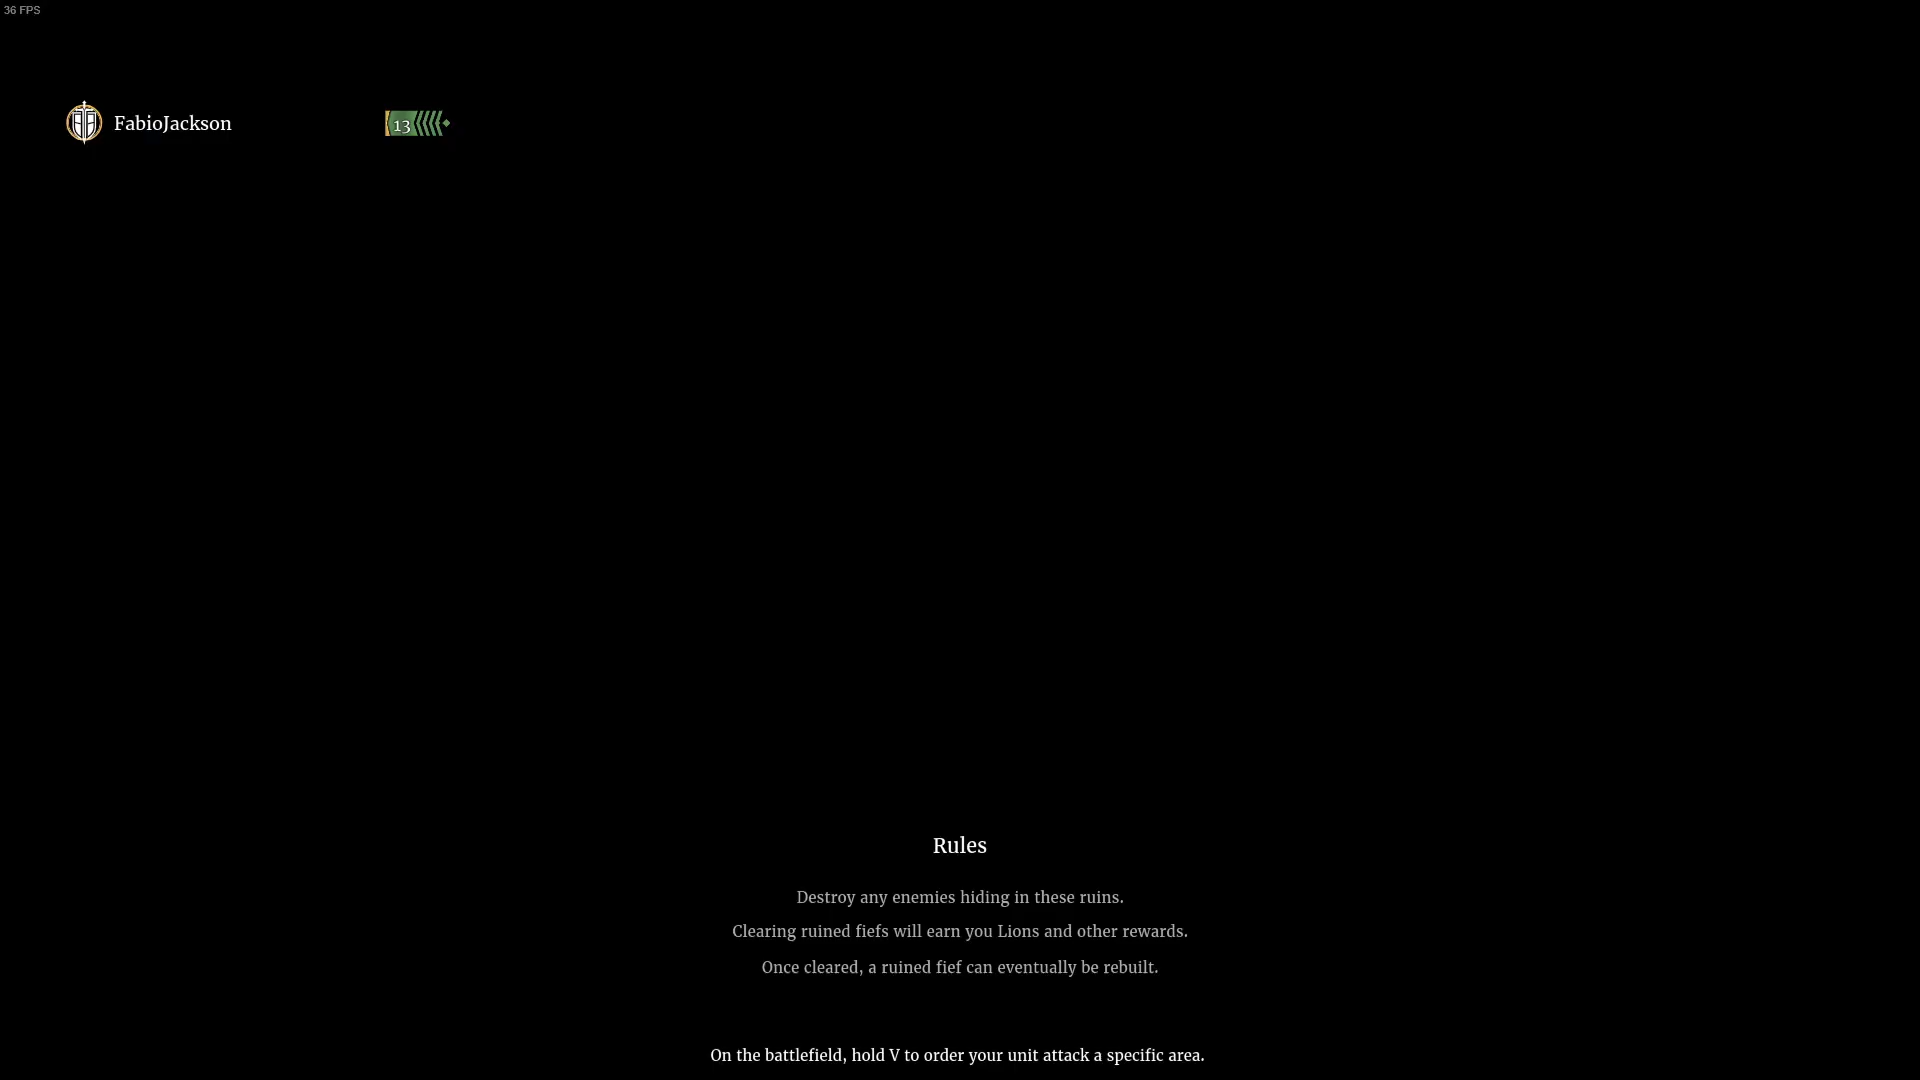 36 FPS
FabioJackson
13
Rules
Destroy any enemies hiding in these ruins.
Clearing ruined fiefs will earn you Lions and other rewards.
Once cleared, a ruined fief can eventually be rebuilt.
On the battlefield, hold V to order your unit attack a specific area.